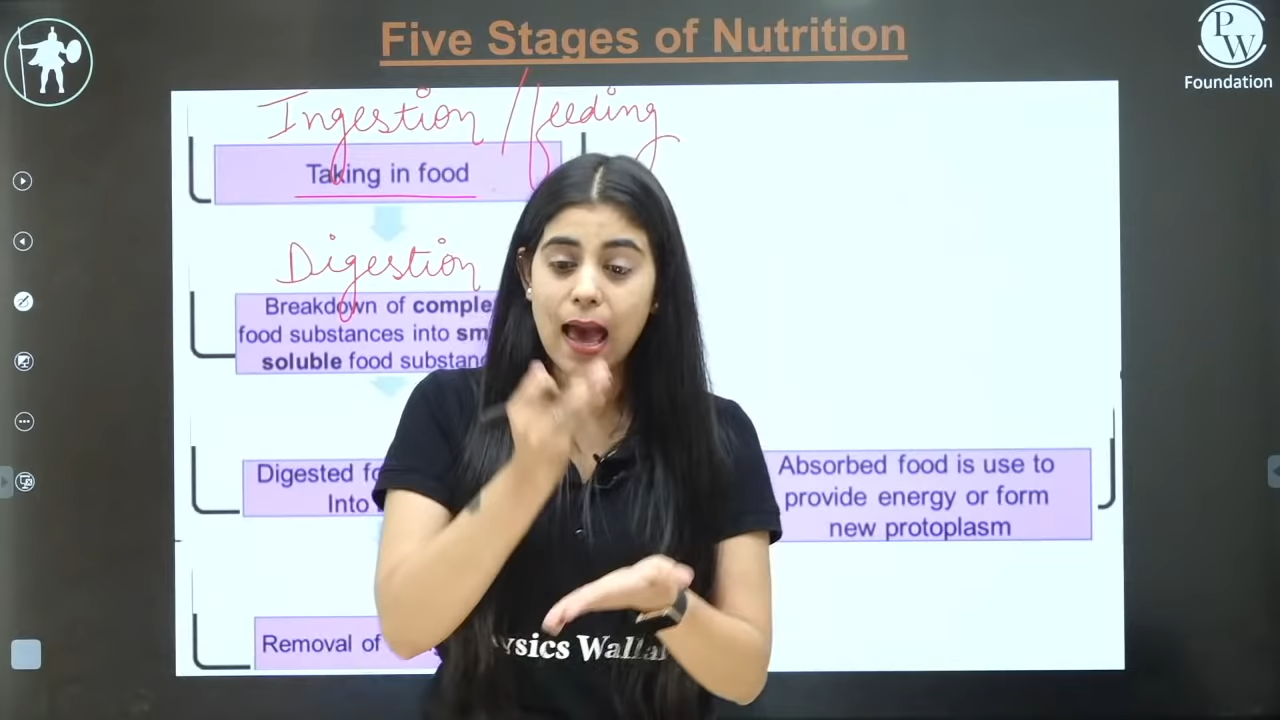 Five Stages of Nutrition
PW
Foundation
Ingestion / feeding
Taking in food
Digestion
Breakdown of
food substances into
soluble food
Digested
Into
Absorbed food is use to
provide energy or form
new protoplasm
Removal of